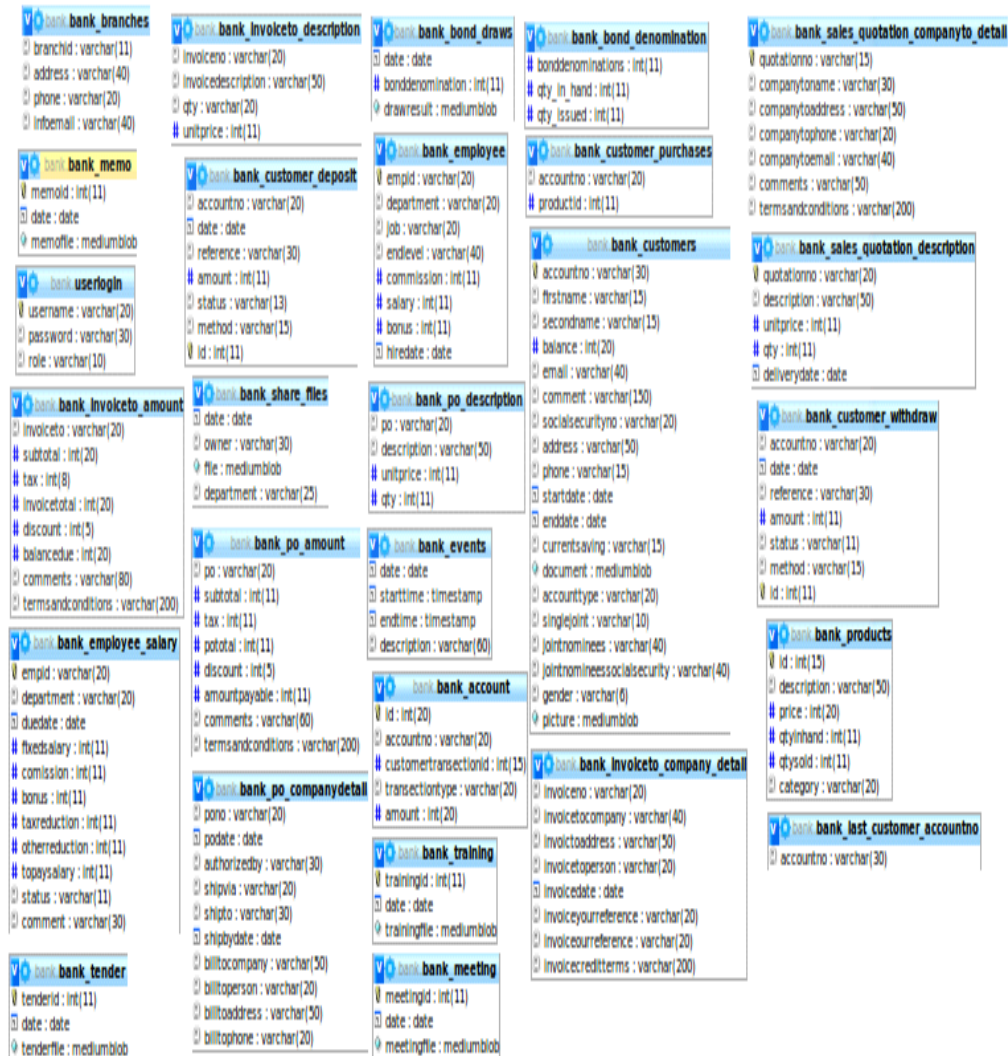 bank.bank_branches
branchid : varchar(11)
address : varchar(40)
phone : varchar(20)
infoemail : varchar(40)
bank.bank_memo
memoid : int(11)
date : date
memofile : mediumblob
bank.userlogin
username : varchar(20)
password : varchar(30)
role : varchar(10)
bank.bank_invoiceto_amount
invoiceto : varchar(20)
# subtotal : int(20)
# tax : int(8)
# invoicetotal : int(20)
# discount : int(5)
# balancedue : int(20)
comments : varchar(80)
termsandconditions : varchar(200)
bank.bank_employee_salary
empid : varchar(20)
department : varchar(20)
duedate : date
# fixedsalary : int(11)
# comission : int(11)
# bonus : int(11)
# taxreduction : int(11)
# otherreduction : int(11)
# topaysalary : int(11)
status : varchar(11)
comment : varchar(30)
bank.bank_tender
tenderid : int(11)
date : date
tenderfile : mediumblob
bank.bank_invoiceto_description
invoiceno : varchar(20)
invoicedescription : varchar(50)
qty : varchar(20)
# unitprice : int(11)
bank.bank_customer_deposit
accountno : varchar(20)
date : date
reference : varchar(30)
# amount : int(11)
status : varchar(13)
method : varchar(15)
id : int(11)
bank.bank_share_files
date : date
owner : varchar(30)
file : mediumblob
department : varchar(25)
bank.bank_po_amount
po : varchar(20)
# subtotal : int(11)
# tax : int(11)
# pototal : int(11)
# discount : int(5)
# amountpayable : int(11)
comments : varchar(60)
termsandconditions : varchar(200)
bank.bank_po_companydetail
pono : varchar(20)
podate : date
authorizedby : varchar(30)
shipvia : varchar(20)
shipto : varchar(30)
shipbydate : date
billtocompany : varchar(50)
billtoperson : varchar(20)
billtoaddress : varchar(50)
billtophone : varchar(20)
bank.bank_bond_draws
date : date
# bonddenomination : int(11)
drawresult : mediumblob
bank.bank_employee
empid : varchar(20)
department : varchar(20)
job : varchar(20)
endlevel : varchar(40)
# commission : int(11)
# salary : int(11)
# bonus : int(11)
hiredate : date
bank.bank_po_description
po : varchar(20)
description : varchar(50)
# unitprice : int(11)
# qty : int(11)
bank.bank_events
date : date
starttime : timestamp
endtime : timestamp
description : varchar(60)
bank.bank_account
id : int(20)
accountno : varchar(20)
# customertransectionid : int(15)
transectiontype : varchar(20)
# amount : int(20)
bank.bank_training
trainingid : int(11)
date : date
trainingfile : mediumblob
bank.bank_meeting
meetingid : int(11)
date : date
meetingfile : mediumblob
bank.bank_bond_denomination
# bonddenominations : int(11)
# qty_in_hand : int(11)
# qty_issued : int(11)
bank.bank_customer_purchases
accountno : varchar(20)
# productid : int(11)
bank.bank_customers
accountno : varchar(30)
firstname : varchar(15)
secondname : varchar(15)
# balance : int(20)
email : varchar(40)
comment : varchar(150)
socialsecurityno : varchar(20)
address : varchar(50)
phone : varchar(15)
startdate : date
enddate : date
currentsaving : varchar(15)
document : mediumblob
accounttype : varchar(20)
singlejoint : varchar(10)
jointnominees : varchar(40)
jointnomineessocialsecurity : varchar(40)
gender : varchar(6)
picture : mediumblob
bank.bank_invoiceto_company_detail
invoiceno : varchar(20)
invoicetocompany : varchar(40)
invoictoaddress : varchar(50)
invoicetoperson : varchar(20)
invoicedate : date
invoiceyourreference : varchar(20)
invoiceourreference : varchar(20)
invoicecreditterms : varchar(200)
bank.bank_sales_quotation_companyto_detail
quotationno : varchar(15)
companytoname : varchar(30)
companytoaddress : varchar(50)
companytophone : varchar(20)
companytoemail : varchar(40)
comments : varchar(50)
termsandconditions : varchar(200)
bank.bank_sales_quotation_description
quotationno : varchar(20)
description : varchar(50)
# unitprice : int(11)
# qty : int(11)
deliverydate : date
bank.bank_customer_withdraw
accountno : varchar(20)
date : date
reference : varchar(30)
# amount : int(11)
status : varchar(11)
method : varchar(15)
id : int(11)
bank.bank_products
id : int(15)
description : varchar(50)
# price : int(20)
# qtyinhand : int(11)
# qtysold : int(11)
category : varchar(20)
bank.bank_last_customer_accountno
accountno : varchar(30)